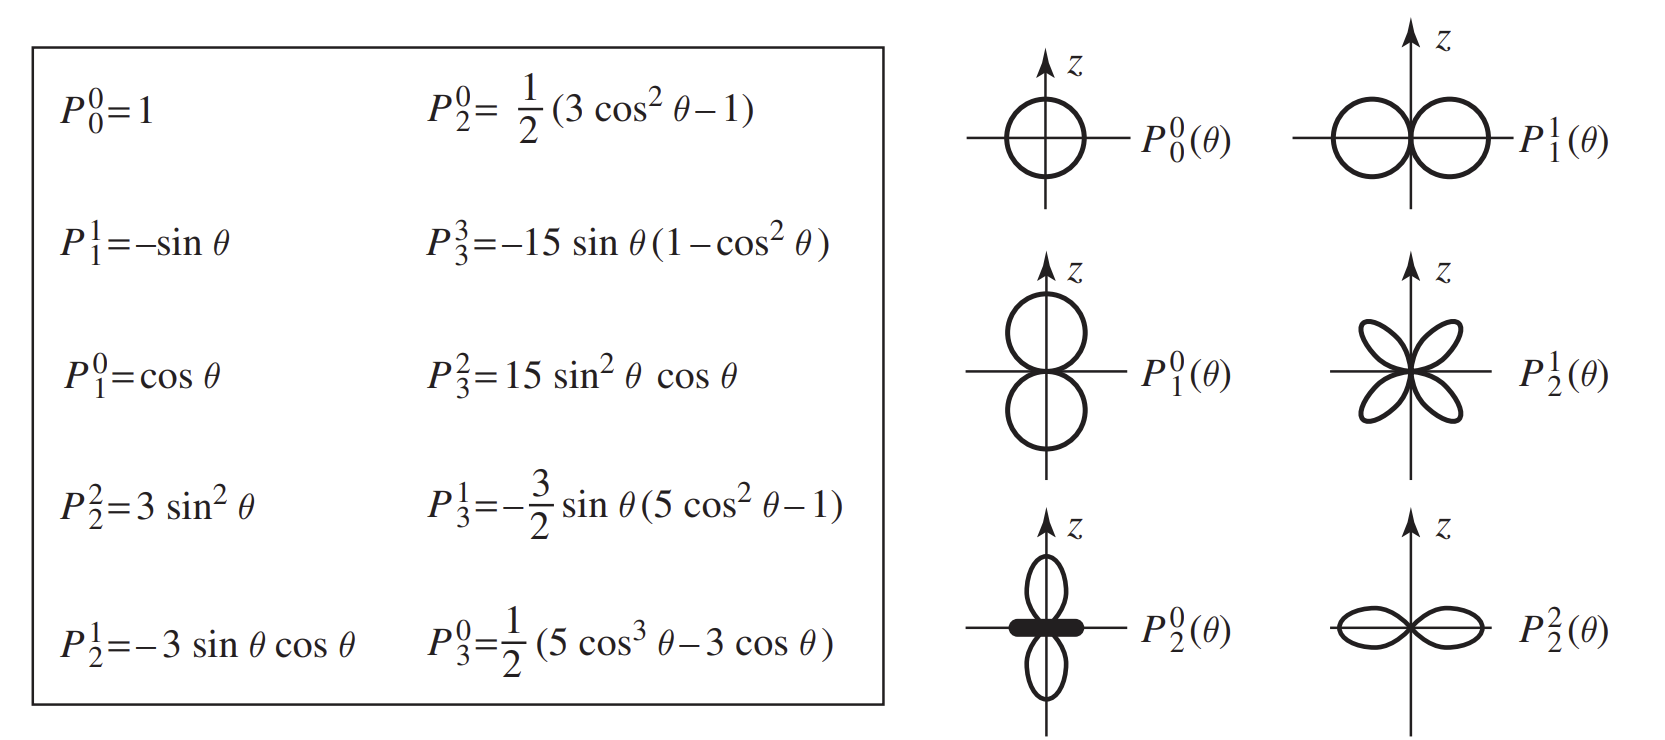 P₀⁰=1
P₂⁰= 1/2 (3 cos² θ–1)
P₁¹=–sin θ
P₃³=–15 sin θ(1–cos² θ)
P₁⁰=cos θ
P₃²=15 sin² θ cos θ
P₂²=3 sin² θ
P₃¹=–3/2 sin θ(5 cos² θ–1)
P₂¹=–3 sin θ cos θ
P₃⁰=1/2 (5 cos³ θ–3 cos θ)
z
P₀⁰(θ)
z
P₁¹(θ)
z
P₁⁰(θ)
z
P₂¹(θ)
z
P₂⁰(θ)
z
P₂²(θ)